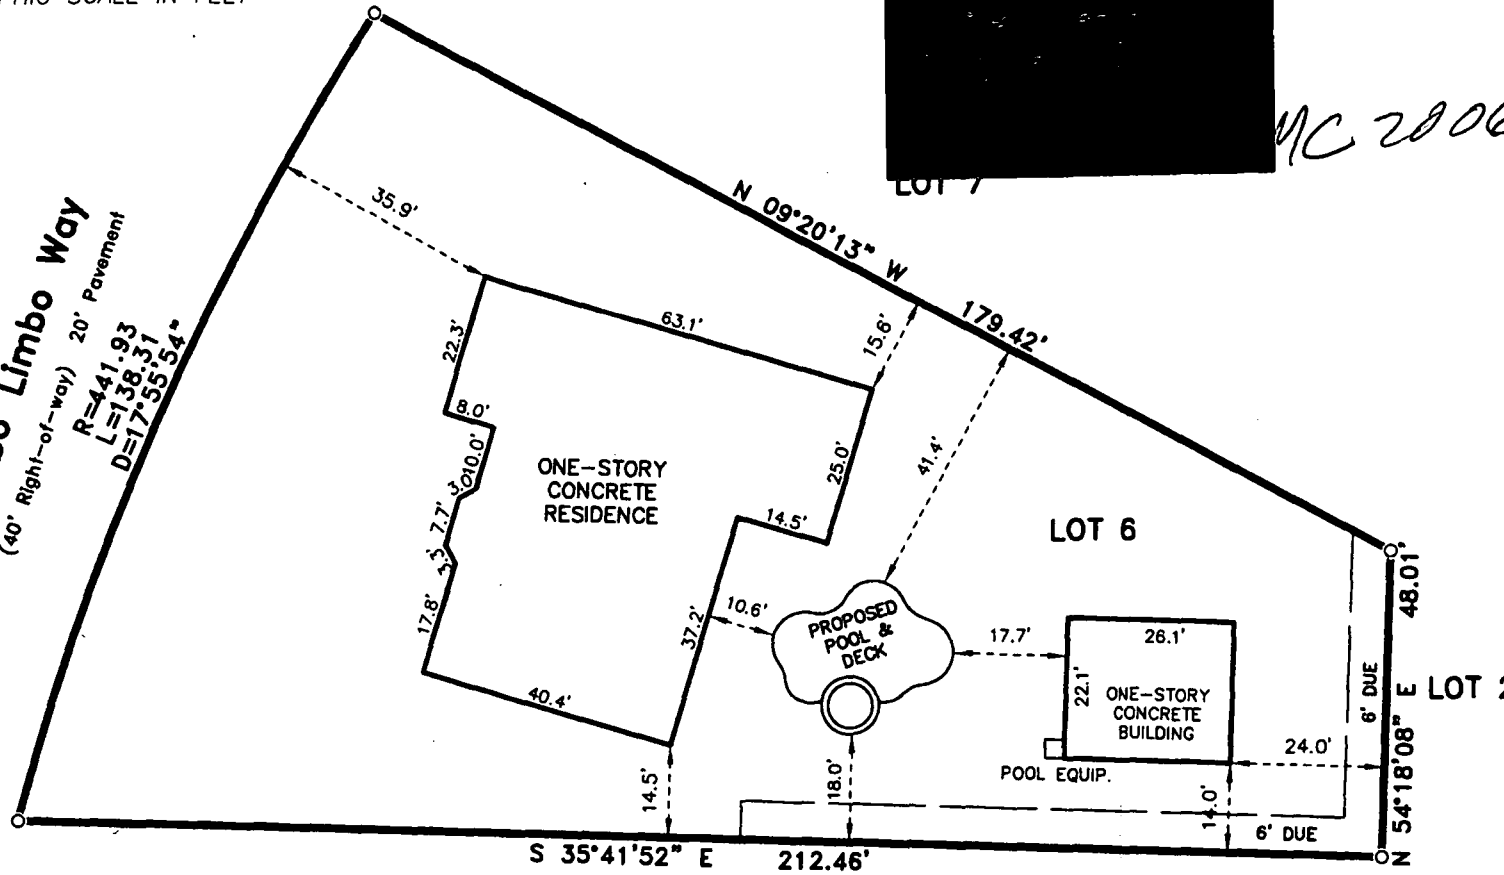 SCALE IN FEET
MC 2806
LOT 7
N 09°20'13" W
179.42'
35.9'
Limbo Way
(40' Right-of-way) 20' Pavement
R=441.93
L=138.31
D=17°55'54"
63.1'
22.3'
15.8'
8.0'
10.0'
3.0'
7.7'
17.8'
ONE-STORY
CONCRETE
RESIDENCE
25.0'
41.4'
14.5'
LOT 6
37.2'
10.6'
PROPOSED
POOL &
DECK
17.7'
26.1'
22.1'
ONE-STORY
CONCRETE
BUILDING
POOL EQUIP.
40.4'
14.5'
18.0'
24.0'
14.0'
6' DUE
6' DUE
48.01'
N 54°18'08" E
LOT 2
S 35°41'52" E
212.46'